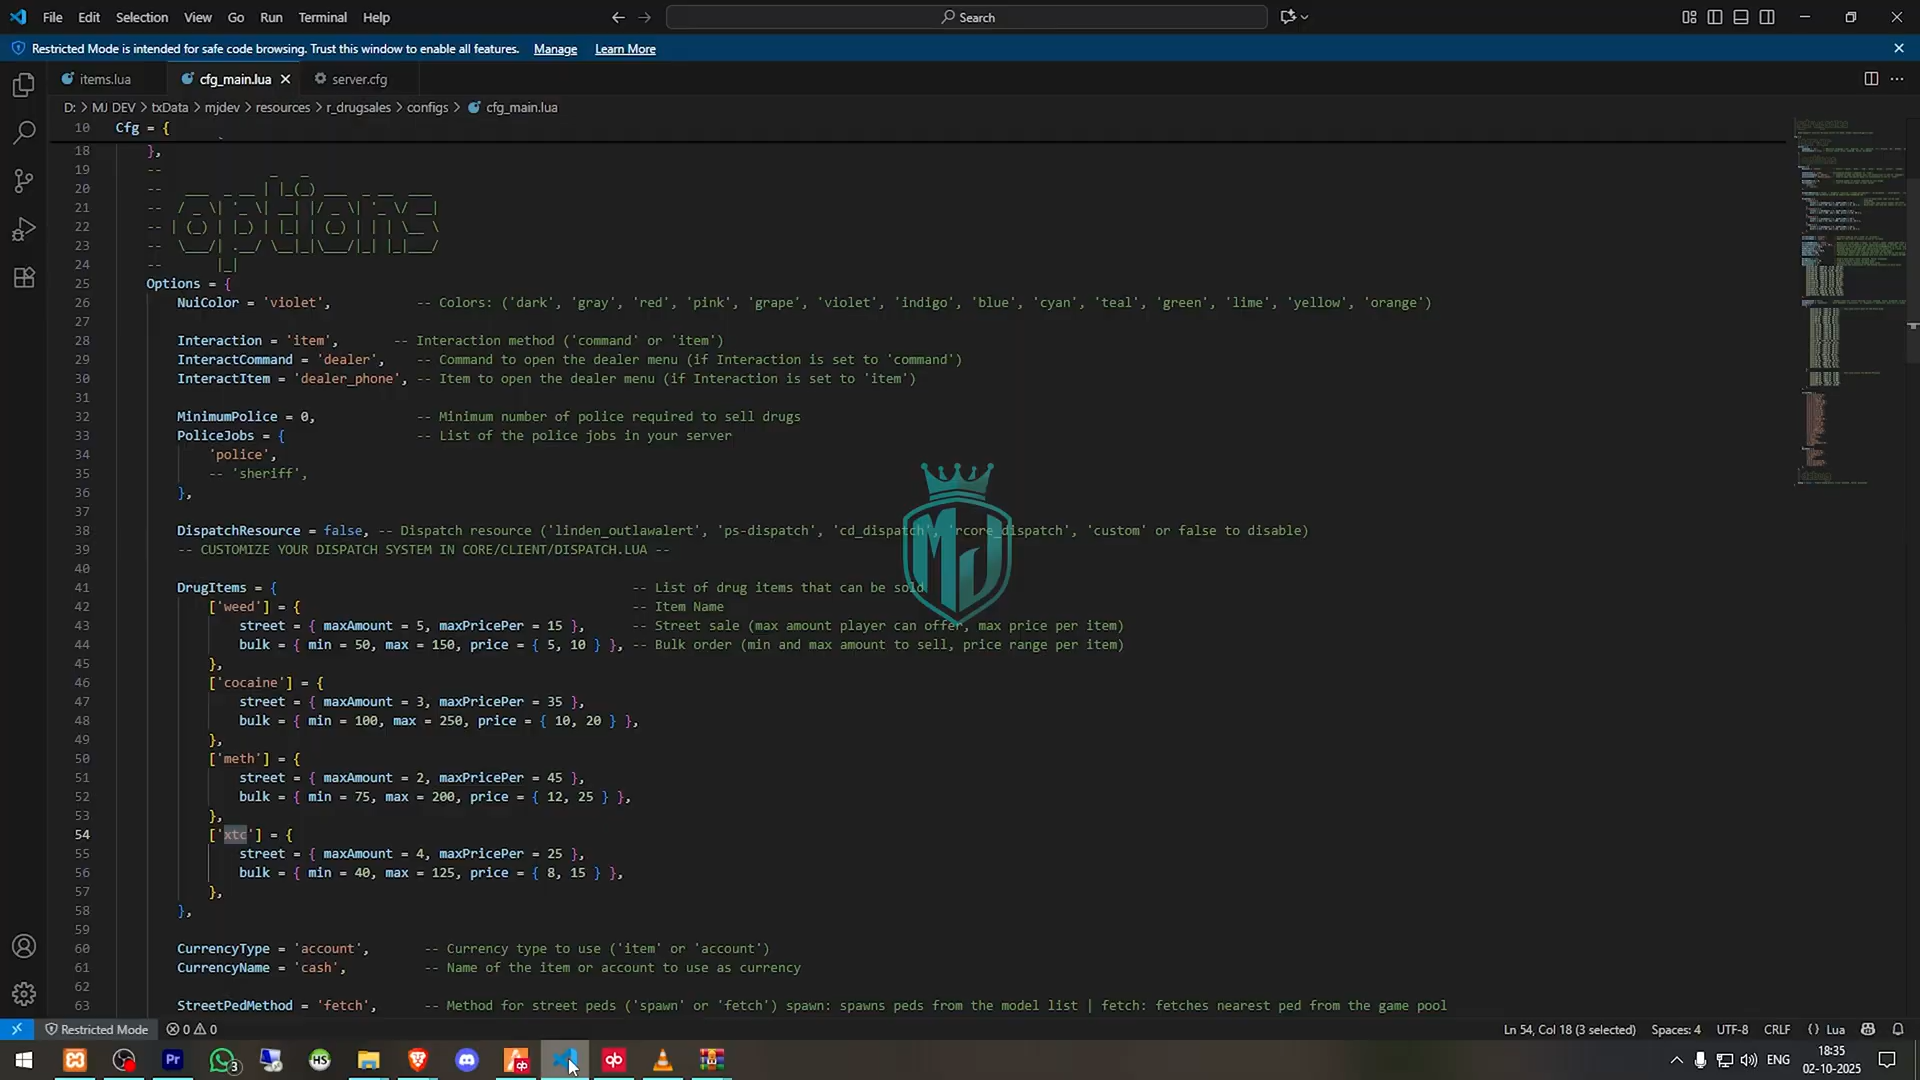 File Edit Selection View Go Run Terminal Help
Search
Restricted Mode is intended for safe code browsing. Trust this window to enable all features. Manage Learn More
items.lua cfg_main.lua server.cfg
D: > MJ DEV > txData > mjdev > resources > r_drugsales > configs > cfg_main.lua
10 Cfg = {
18 },
19 --
20 --
21 --
22 -- options
23 --
24 --
25 Options = {
26 NuiColor = 'violet', -- Colors: ('dark', 'gray', 'red', 'pink', 'grape', 'violet', 'indigo', 'blue', 'cyan', 'teal', 'green', 'lime', 'yellow', 'orange')
27
28 Interaction = 'item', -- Interaction method ('command' or 'item')
29 InteractCommand = 'dealer', -- Command to open the dealer menu (if Interaction is set to 'command')
30 InteractItem = 'dealer_phone', -- Item to open the dealer menu (if Interaction is set to 'item')
31
32 MinimumPolice = 0, -- Minimum number of police required to sell drugs
33 PoliceJobs = { -- List of the police jobs in your server
34 'police',
35 -- 'sheriff',
36 },
37
38 DispatchResource = false, -- Dispatch resource ('linden_outlawalert', 'ps-dispatch', 'cd_dispatch', 'rcore_dispatch', 'custom' or false to disable)
39 -- CUSTOMIZE YOUR DISPATCH SYSTEM IN CORE/CLIENT/DISPATCH.LUA --
40
41 DrugItems = { -- List of drug items that can be sold
42 ['weed'] = { -- Item Name
43 street = { maxAmount = 5, maxPricePer = 15 }, -- Street sale (max amount player can offer, max price per item)
44 bulk = { min = 50, max = 150, price = { 5, 10 } }, -- Bulk order (min and max amount to sell, price range per item)
45 },
46 ['cocaine'] = {
47 street = { maxAmount = 3, maxPricePer = 35 },
48 bulk = { min = 100, max = 250, price = { 10, 20 } },
49 },
50 ['meth'] = {
51 street = { maxAmount = 2, maxPricePer = 45 },
52 bulk = { min = 75, max = 200, price = { 12, 25 } },
53 },
54 ['xtc'] = {
55 street = { maxAmount = 4, maxPricePer = 25 },
56 bulk = { min = 40, max = 125, price = { 8, 15 } },
57 },
58 },
59
60 CurrencyType = 'account', -- Currency type to use ('item' or 'account')
61 CurrencyName = 'cash', -- Name of the item or account to use as currency
62
63 StreetPedMethod = 'fetch', -- Method for street peds ('spawn' or 'fetch') spawn: spawns peds from the model list | fetch: fetches nearest ped from the game pool
MJ
Restricted Mode 0 0 Ln 54, Col 18 (3 selected) Spaces: 4 UTF-8 CRLF {} Lua
Pr 3 HS qb qb ENG 18:35
02-10-2025